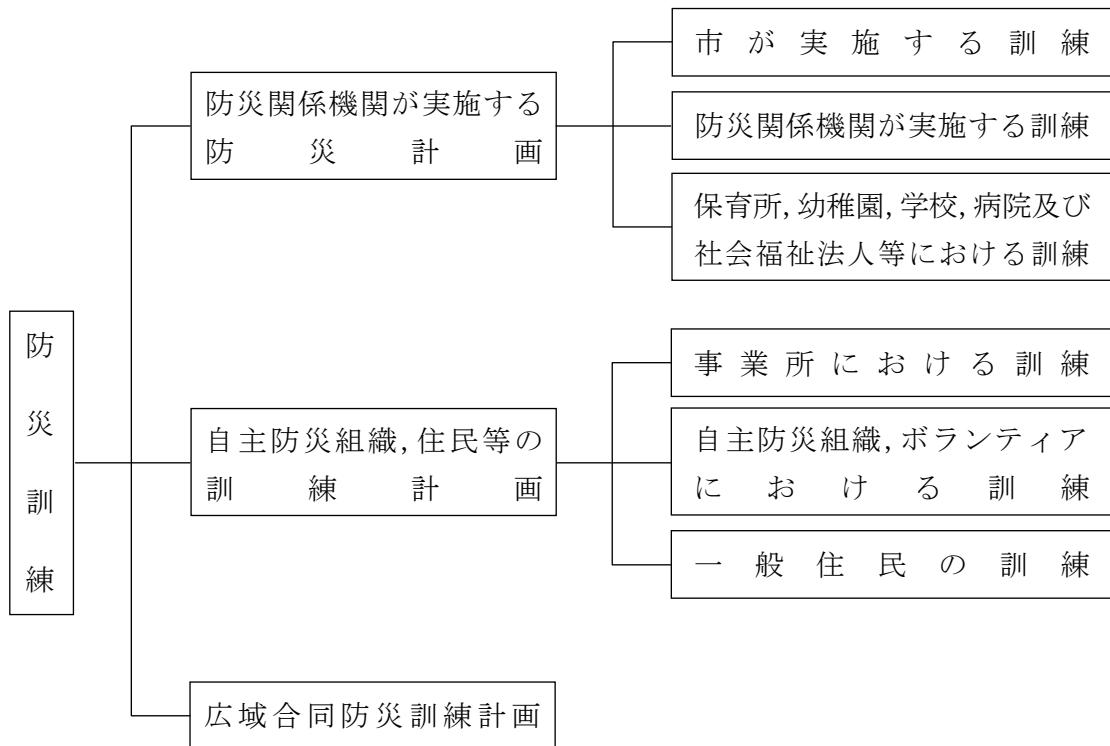 防災訓練
防災関係機関が実施する
防災計画
市が実施する訓練
防災関係機関が実施する訓練
保育所,幼稚園,学校,病院及び
社会福祉法人等における訓練
自主防災組織,住民等の
訓練計画
事業所における訓練
自主防災組織,ボランティア
における訓練
一般住民の訓練
広域合同防災訓練計画